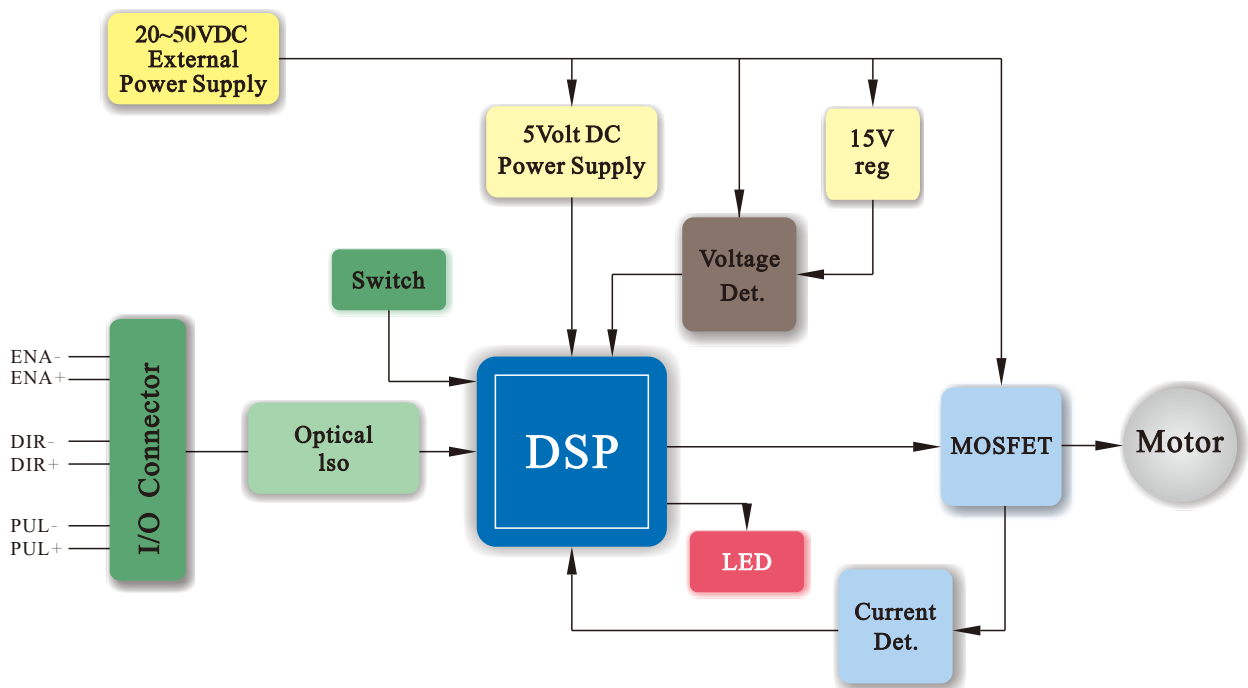 20~50VDC
External
Power Supply
5Volt DC
Power Supply
15V
reg
Voltage
Det.
Switch
ENA-
ENA+
DIR-
DIR+
PUL-
PUL+
I/O Connector
Optical
lso
DSP
MOSFET
Motor
LED
Current
Det.